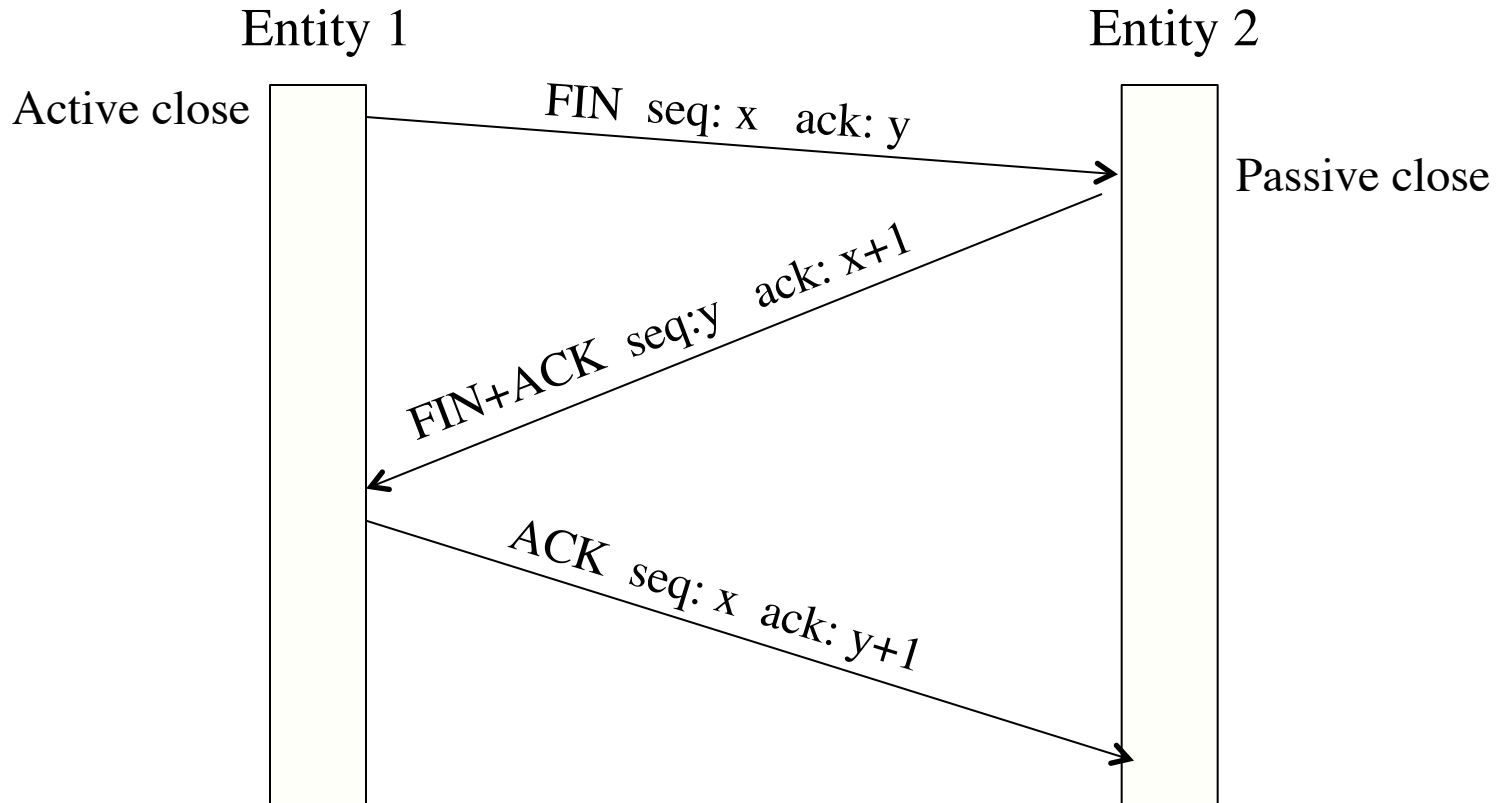 Entity 1
Entity 2
Active close
FIN seq: x ack: y
Passive close
FIN+ACK seq:y ack: x+1
ACK seq: x ack: y+1